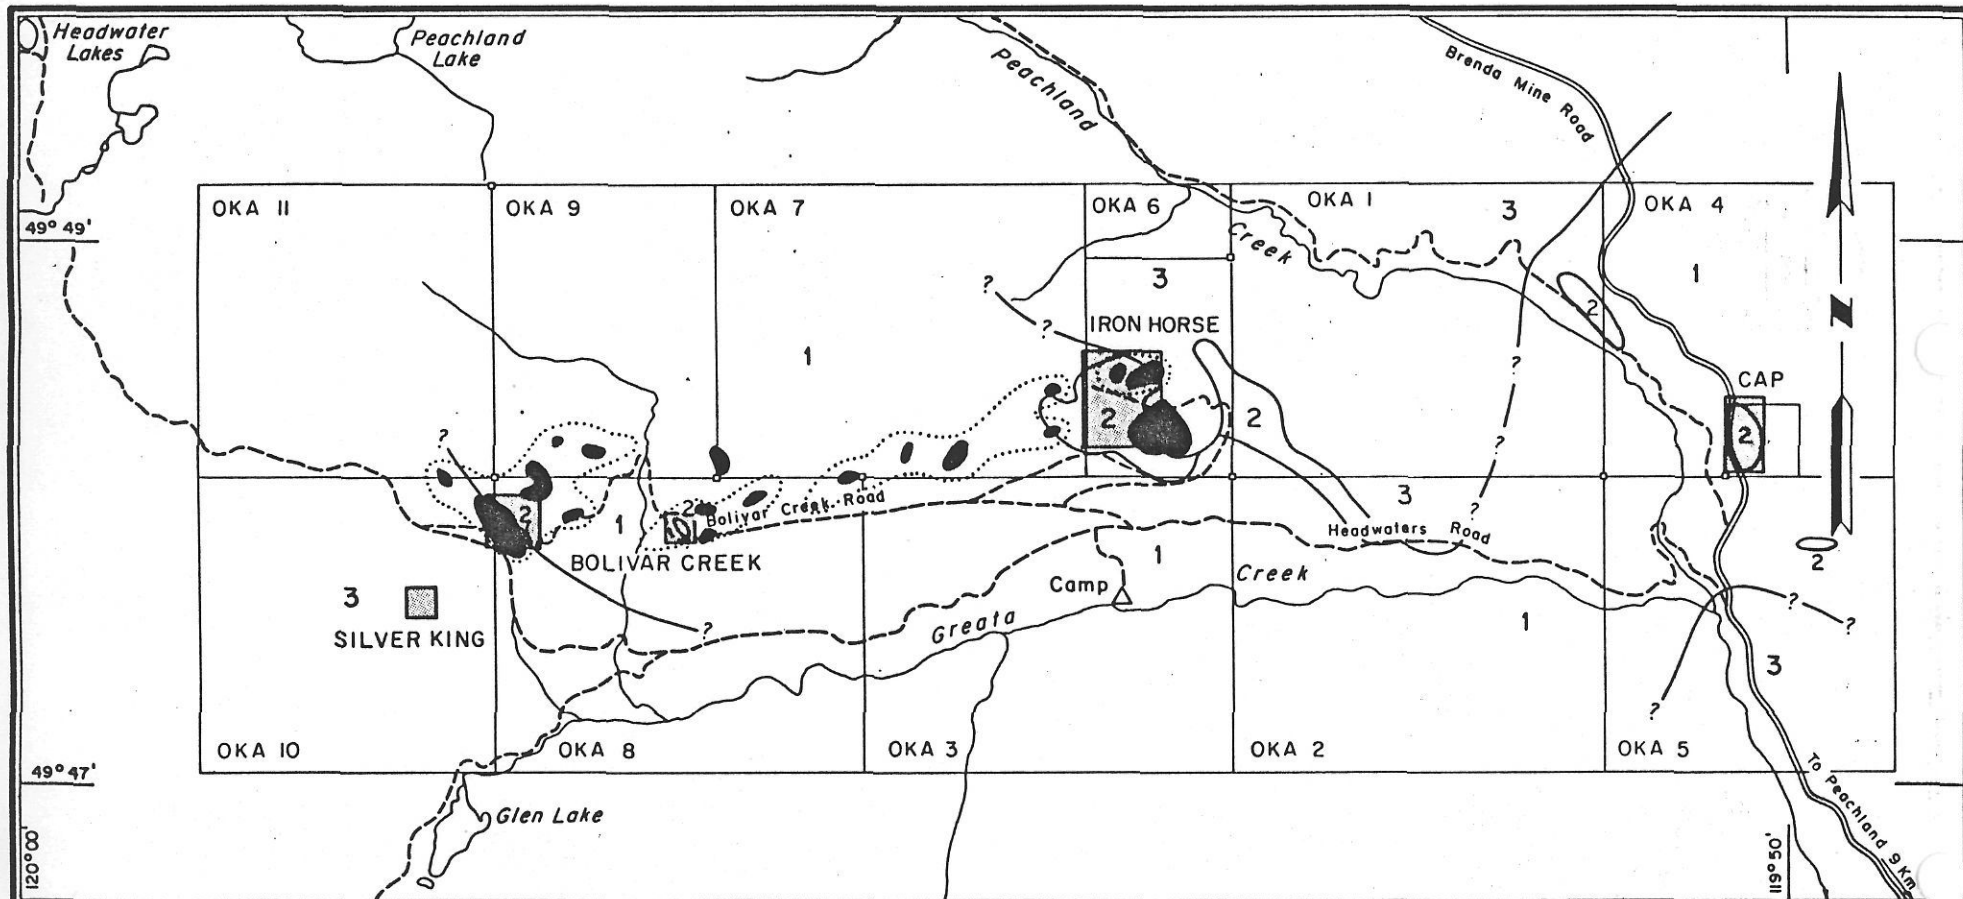 Headwater
Lakes
Peachland
Lake
Peachland
Creek
Brenda Mine Road
49° 49'
OKA 11
OKA 9
OKA 7
OKA 6
OKA 1
OKA 4
3
1
3
?
?
IRON HORSE
N
1
2
?
CAP
2
2
2
?
?
2
1
2
Bolivar Creek Road
3
?
Headwaters Road
BOLIVAR CREEK
1
2
3
SILVER KING
Camp
Creek
Greata
?
?
?
1
3
?
OKA 10
OKA 8
OKA 3
OKA 2
OKA 5
49° 47'
Glen Lake
To Peachland 9 Km
120° 00'
119° 50'